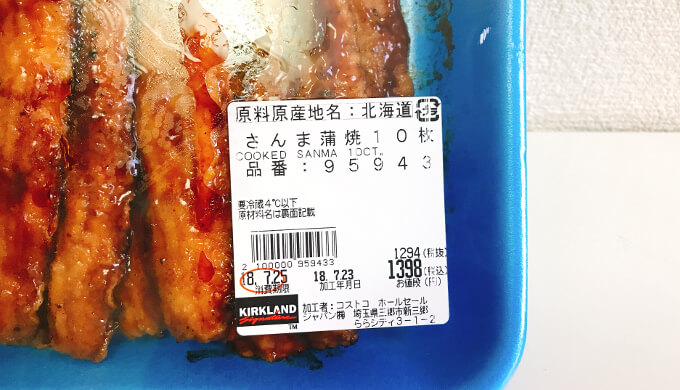 原料原産地名：北海道
さんま蒲焼10枚
COOKED SANMA 10CT.
品番：95943
要冷蔵4℃以下
原材料名は裏面記載
2 100000 959433
1294(税抜)
18. 7.25 18. 7.23 1398(税込)
消費期限 加工年月日 お値段(円)
KIRKLAND
Signature
TM
加工者：コストコ ホールセール
ジャパン㈱ 埼玉県三郷市新三郷
ららシティ3-1-2